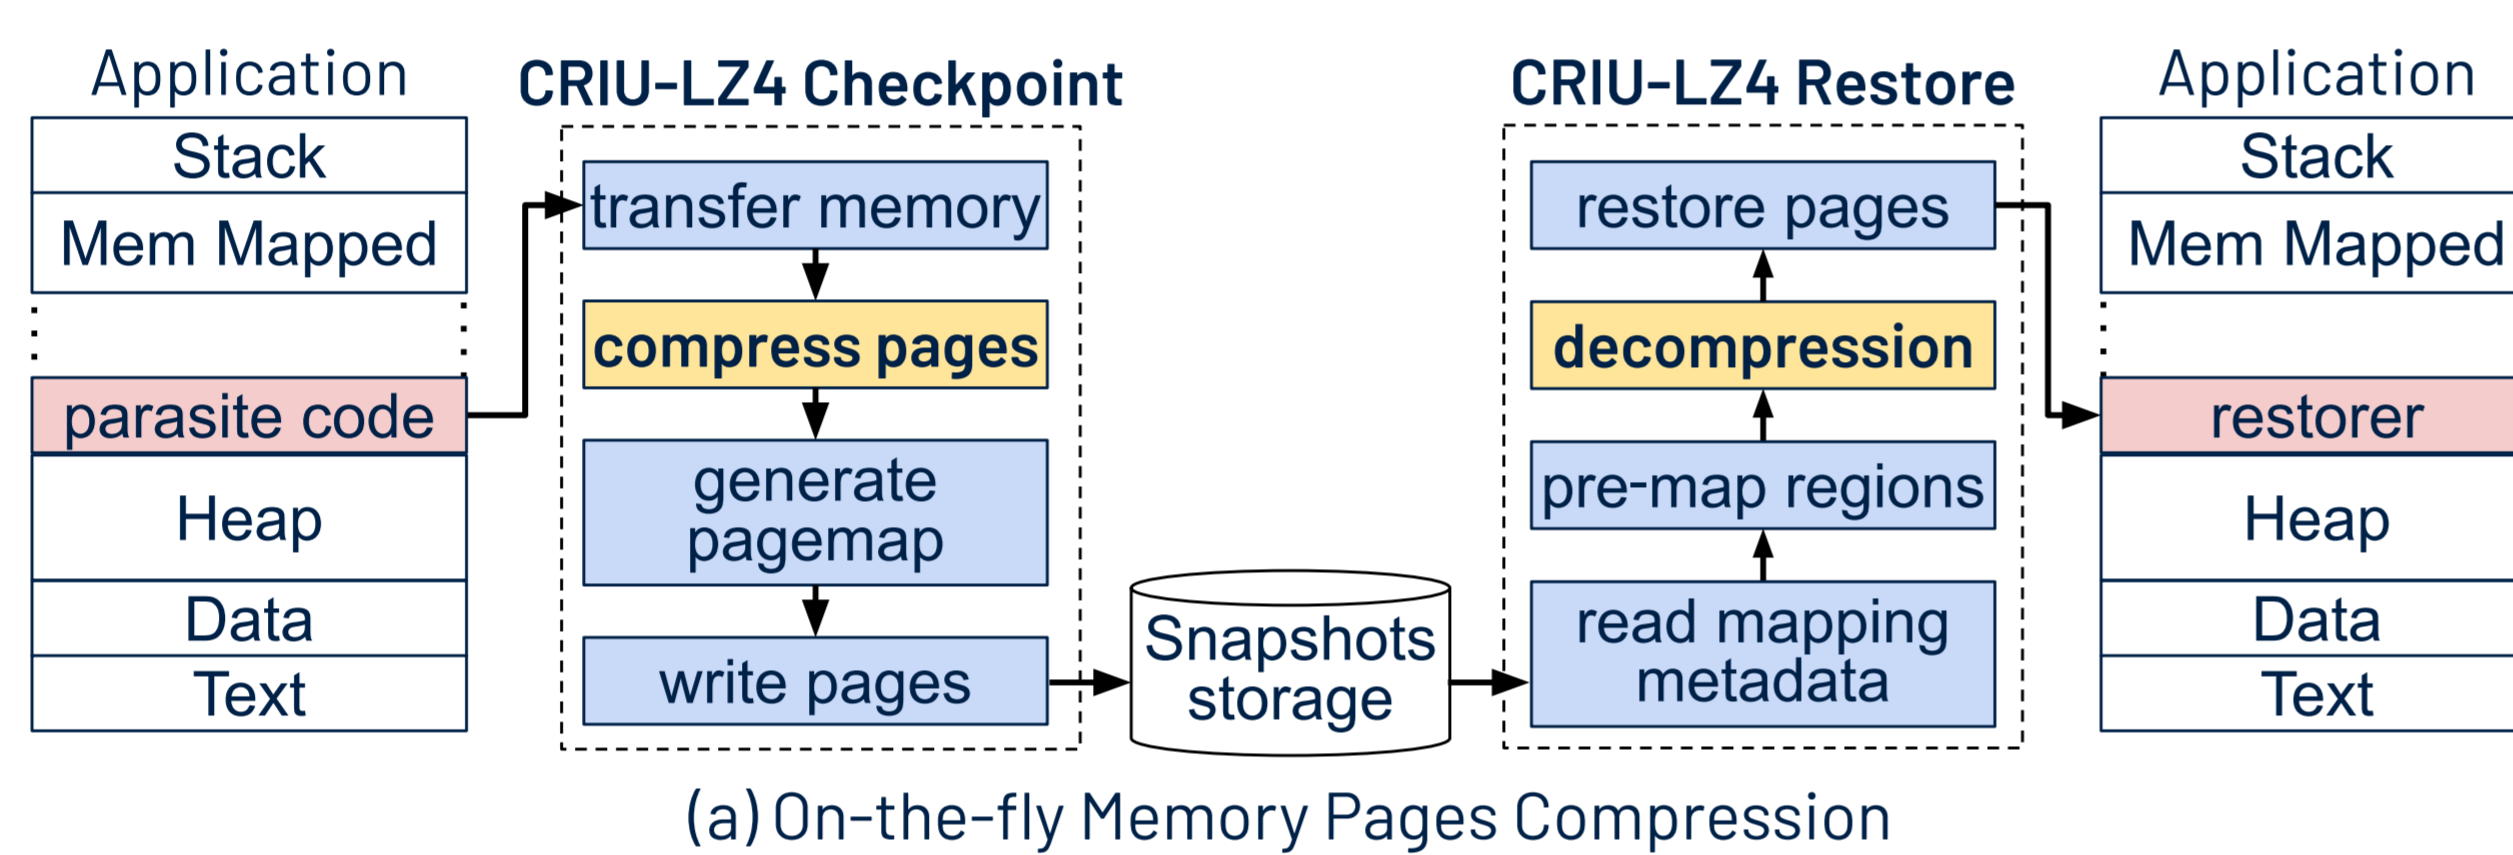 Application
Stack
Mem Mapped
parasite code
Heap
Data
Text
CRIU-LZ4 Checkpoint
transfer memory
compress pages
generate
pagemap
write pages
Snapshots
storage
CRIU-LZ4 Restore
restore pages
decompression
pre-map regions
read mapping
metadata
Application
Stack
Mem Mapped
restorer
Heap
Data
Text
(a) On-the-fly Memory Pages Compression